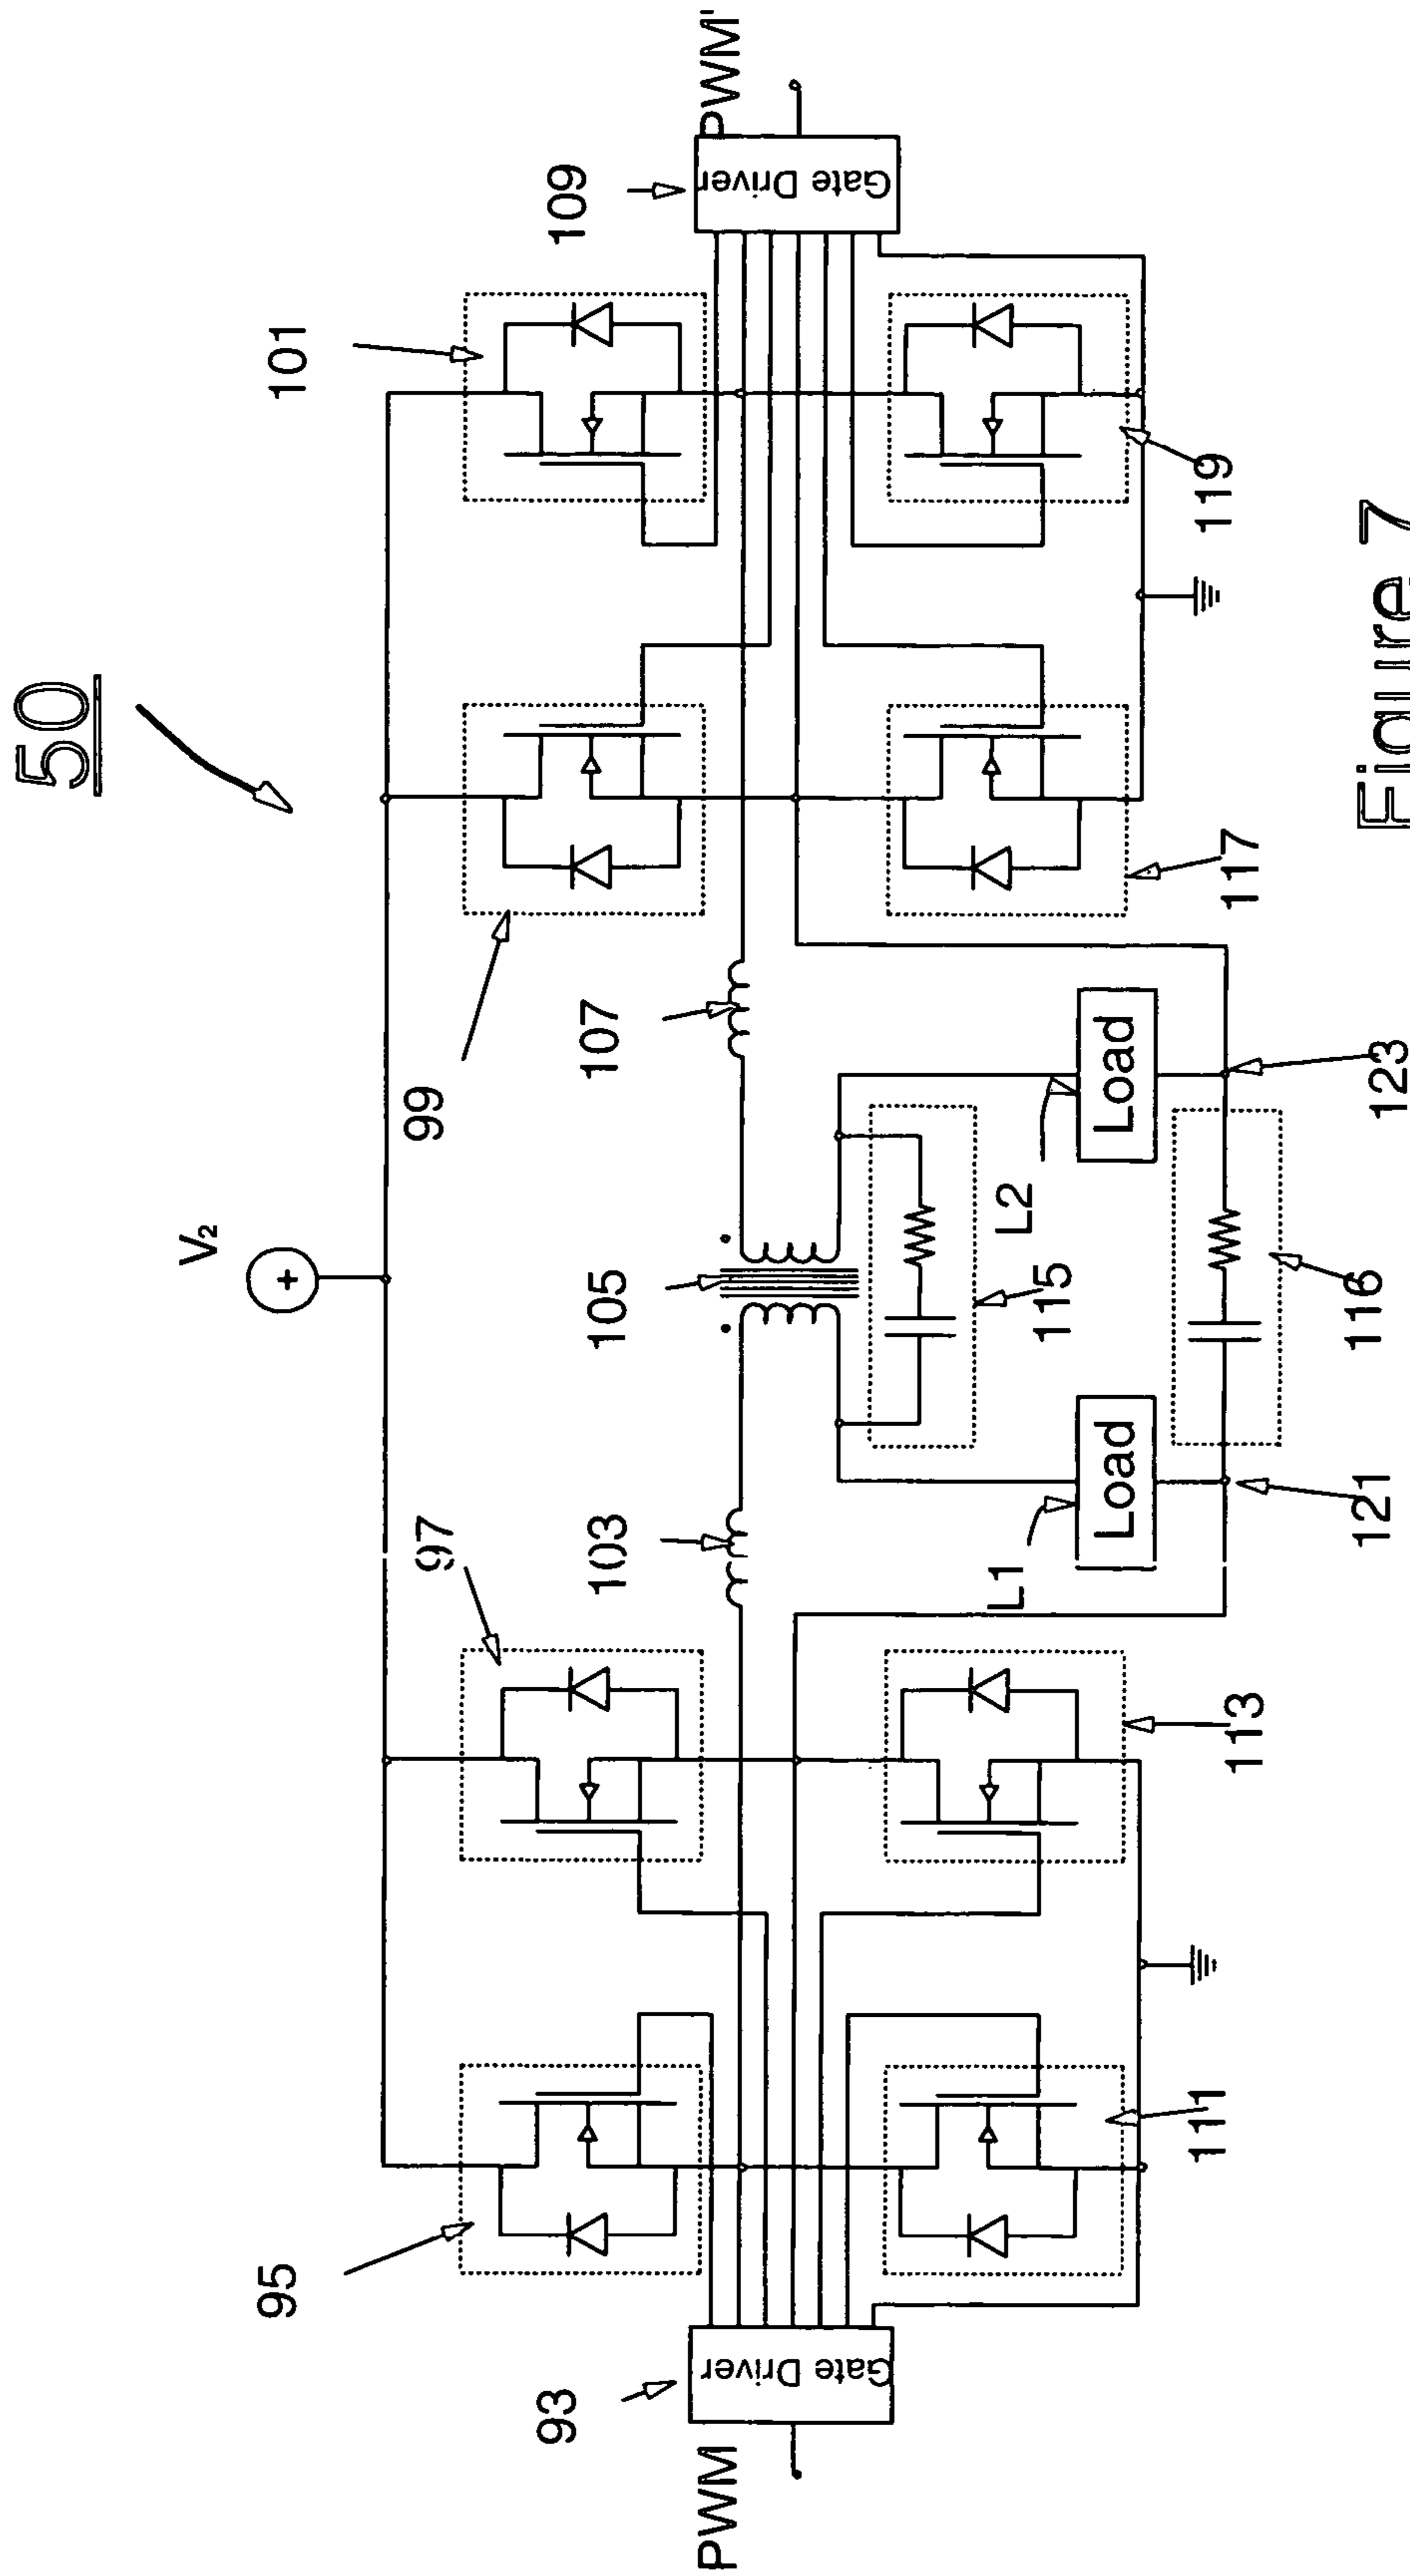 50
V₂
101
109
PWM'
Gate Driver
99
107
97
103
105
95
93
PWM
Gate Driver
L1
Load
L2
Load
115
116
111
113
121
123
117
119
Figure 7